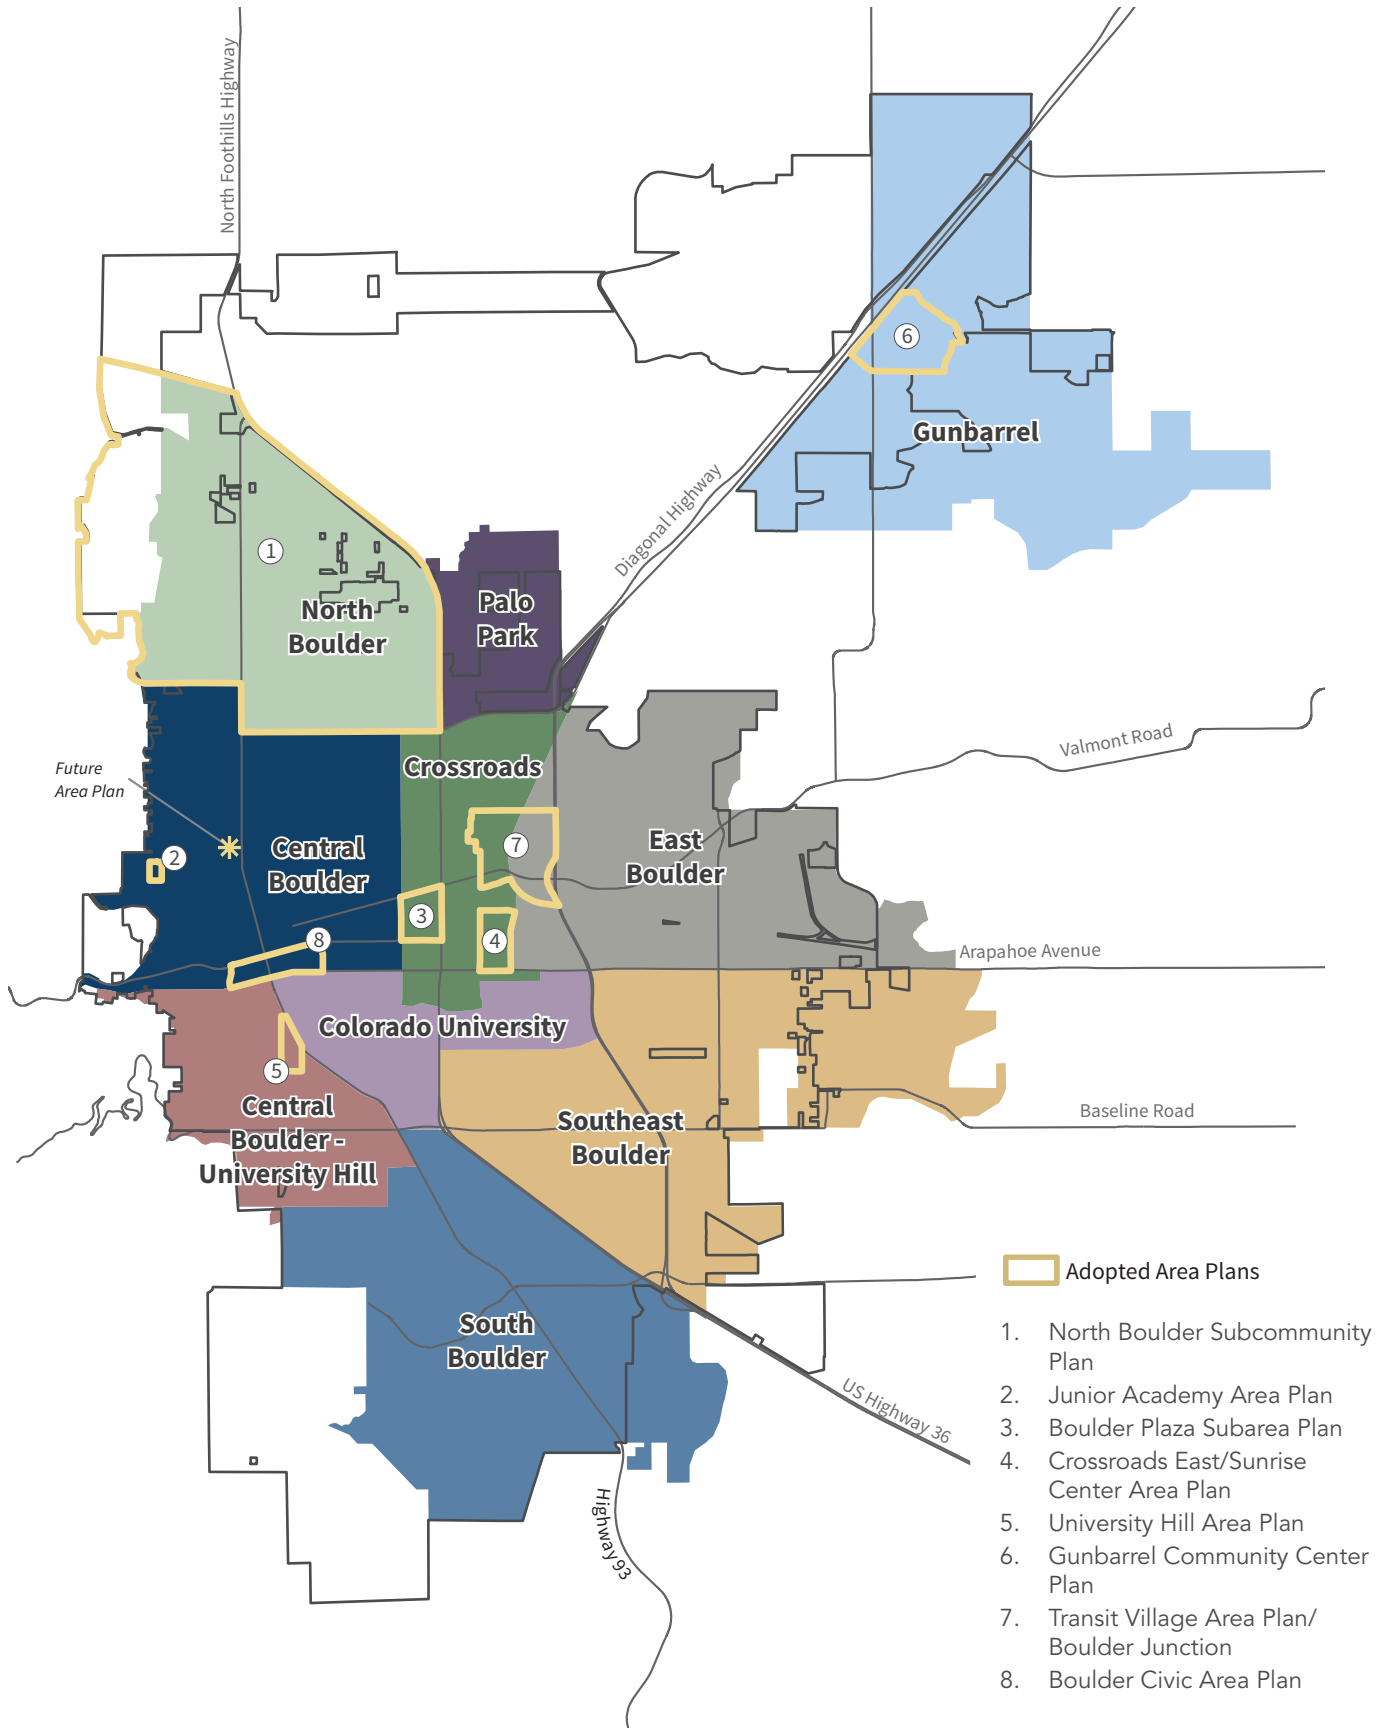 North Foothills Highway
6
Gunbarrel
Diagonal Highway
1
North
Boulder
Palo
Park
Valmont Road
Future
Area Plan
Crossroads
2
Central
Boulder
7
East
Boulder
3
8
4
Arapahoe Avenue
Colorado University
5
Central
Boulder -
University Hill
Southeast
Boulder
Baseline Road
South
Boulder
US Highway 36
Highway 93
Adopted Area Plans
1. North Boulder Subcommunity
Plan
2. Junior Academy Area Plan
3. Boulder Plaza Subarea Plan
4. Crossroads East/Sunrise
Center Area Plan
5. University Hill Area Plan
6. Gunbarrel Community Center
Plan
7. Transit Village Area Plan/
Boulder Junction
8. Boulder Civic Area Plan